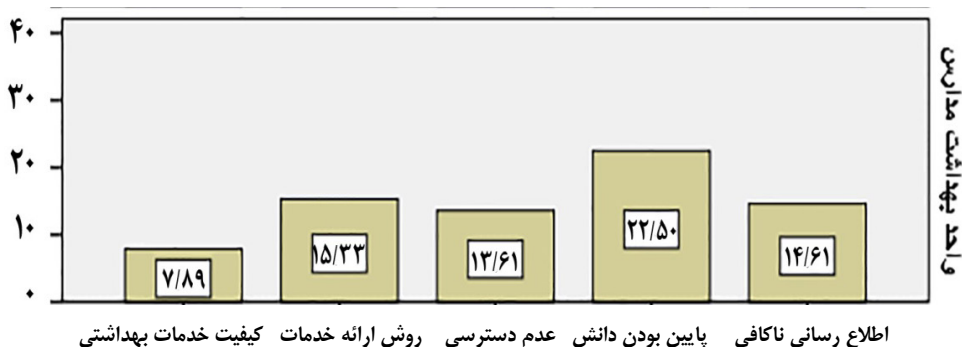 ۴۰
۳۰
۲۰
۱۰
۰
واحد بهداشت مدارس
۷/۸۹
۱۵/۳۳
۱۳/۶۱
۲۲/۵۰
۱۴/۶۱
کیفیت خدمات بهداشتی
روش ارائه خدمات
عدم دسترسی
پایین بودن دانش
اطلاع رسانی ناکافی